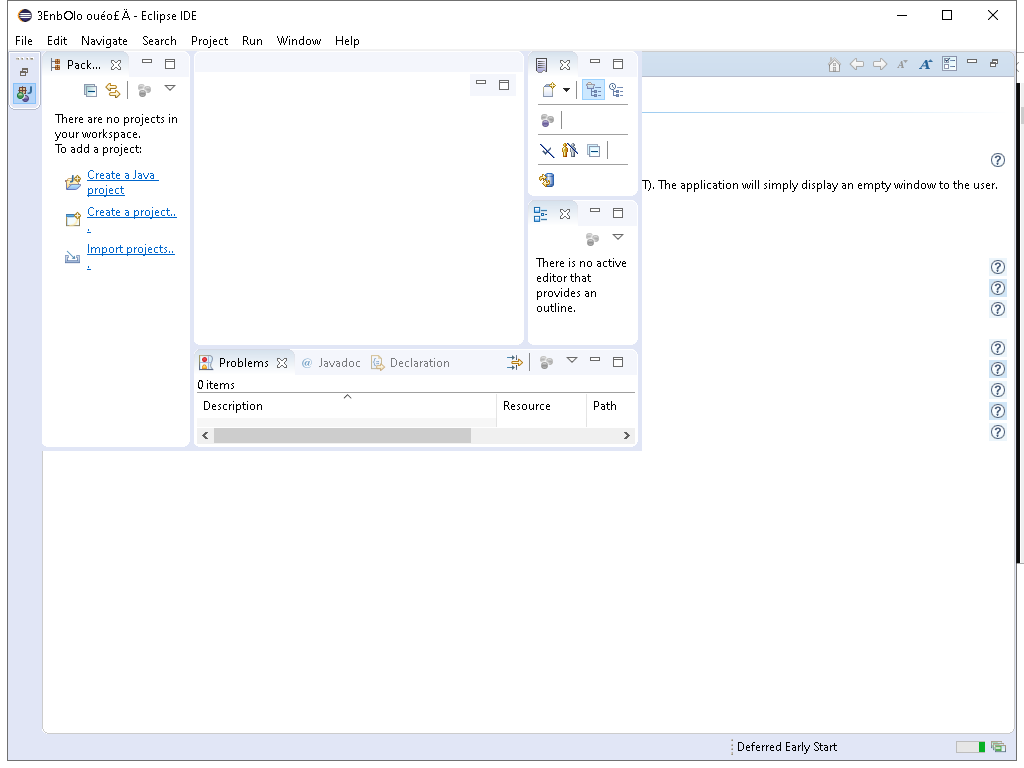 3EnbOlo ouéo£Ä - Eclipse IDE
File Edit Navigate Search Project Run Window Help
Pack...
There are no projects in
your workspace.
To add a project:
Create a Java
project
Create a project..
.
Import projects..
.
T). The application will simply display an empty window to the user.
There is no active
editor that
provides an
outline.
Problems @ Javadoc Declaration
0 items
Description Resource Path
Deferred Early Start